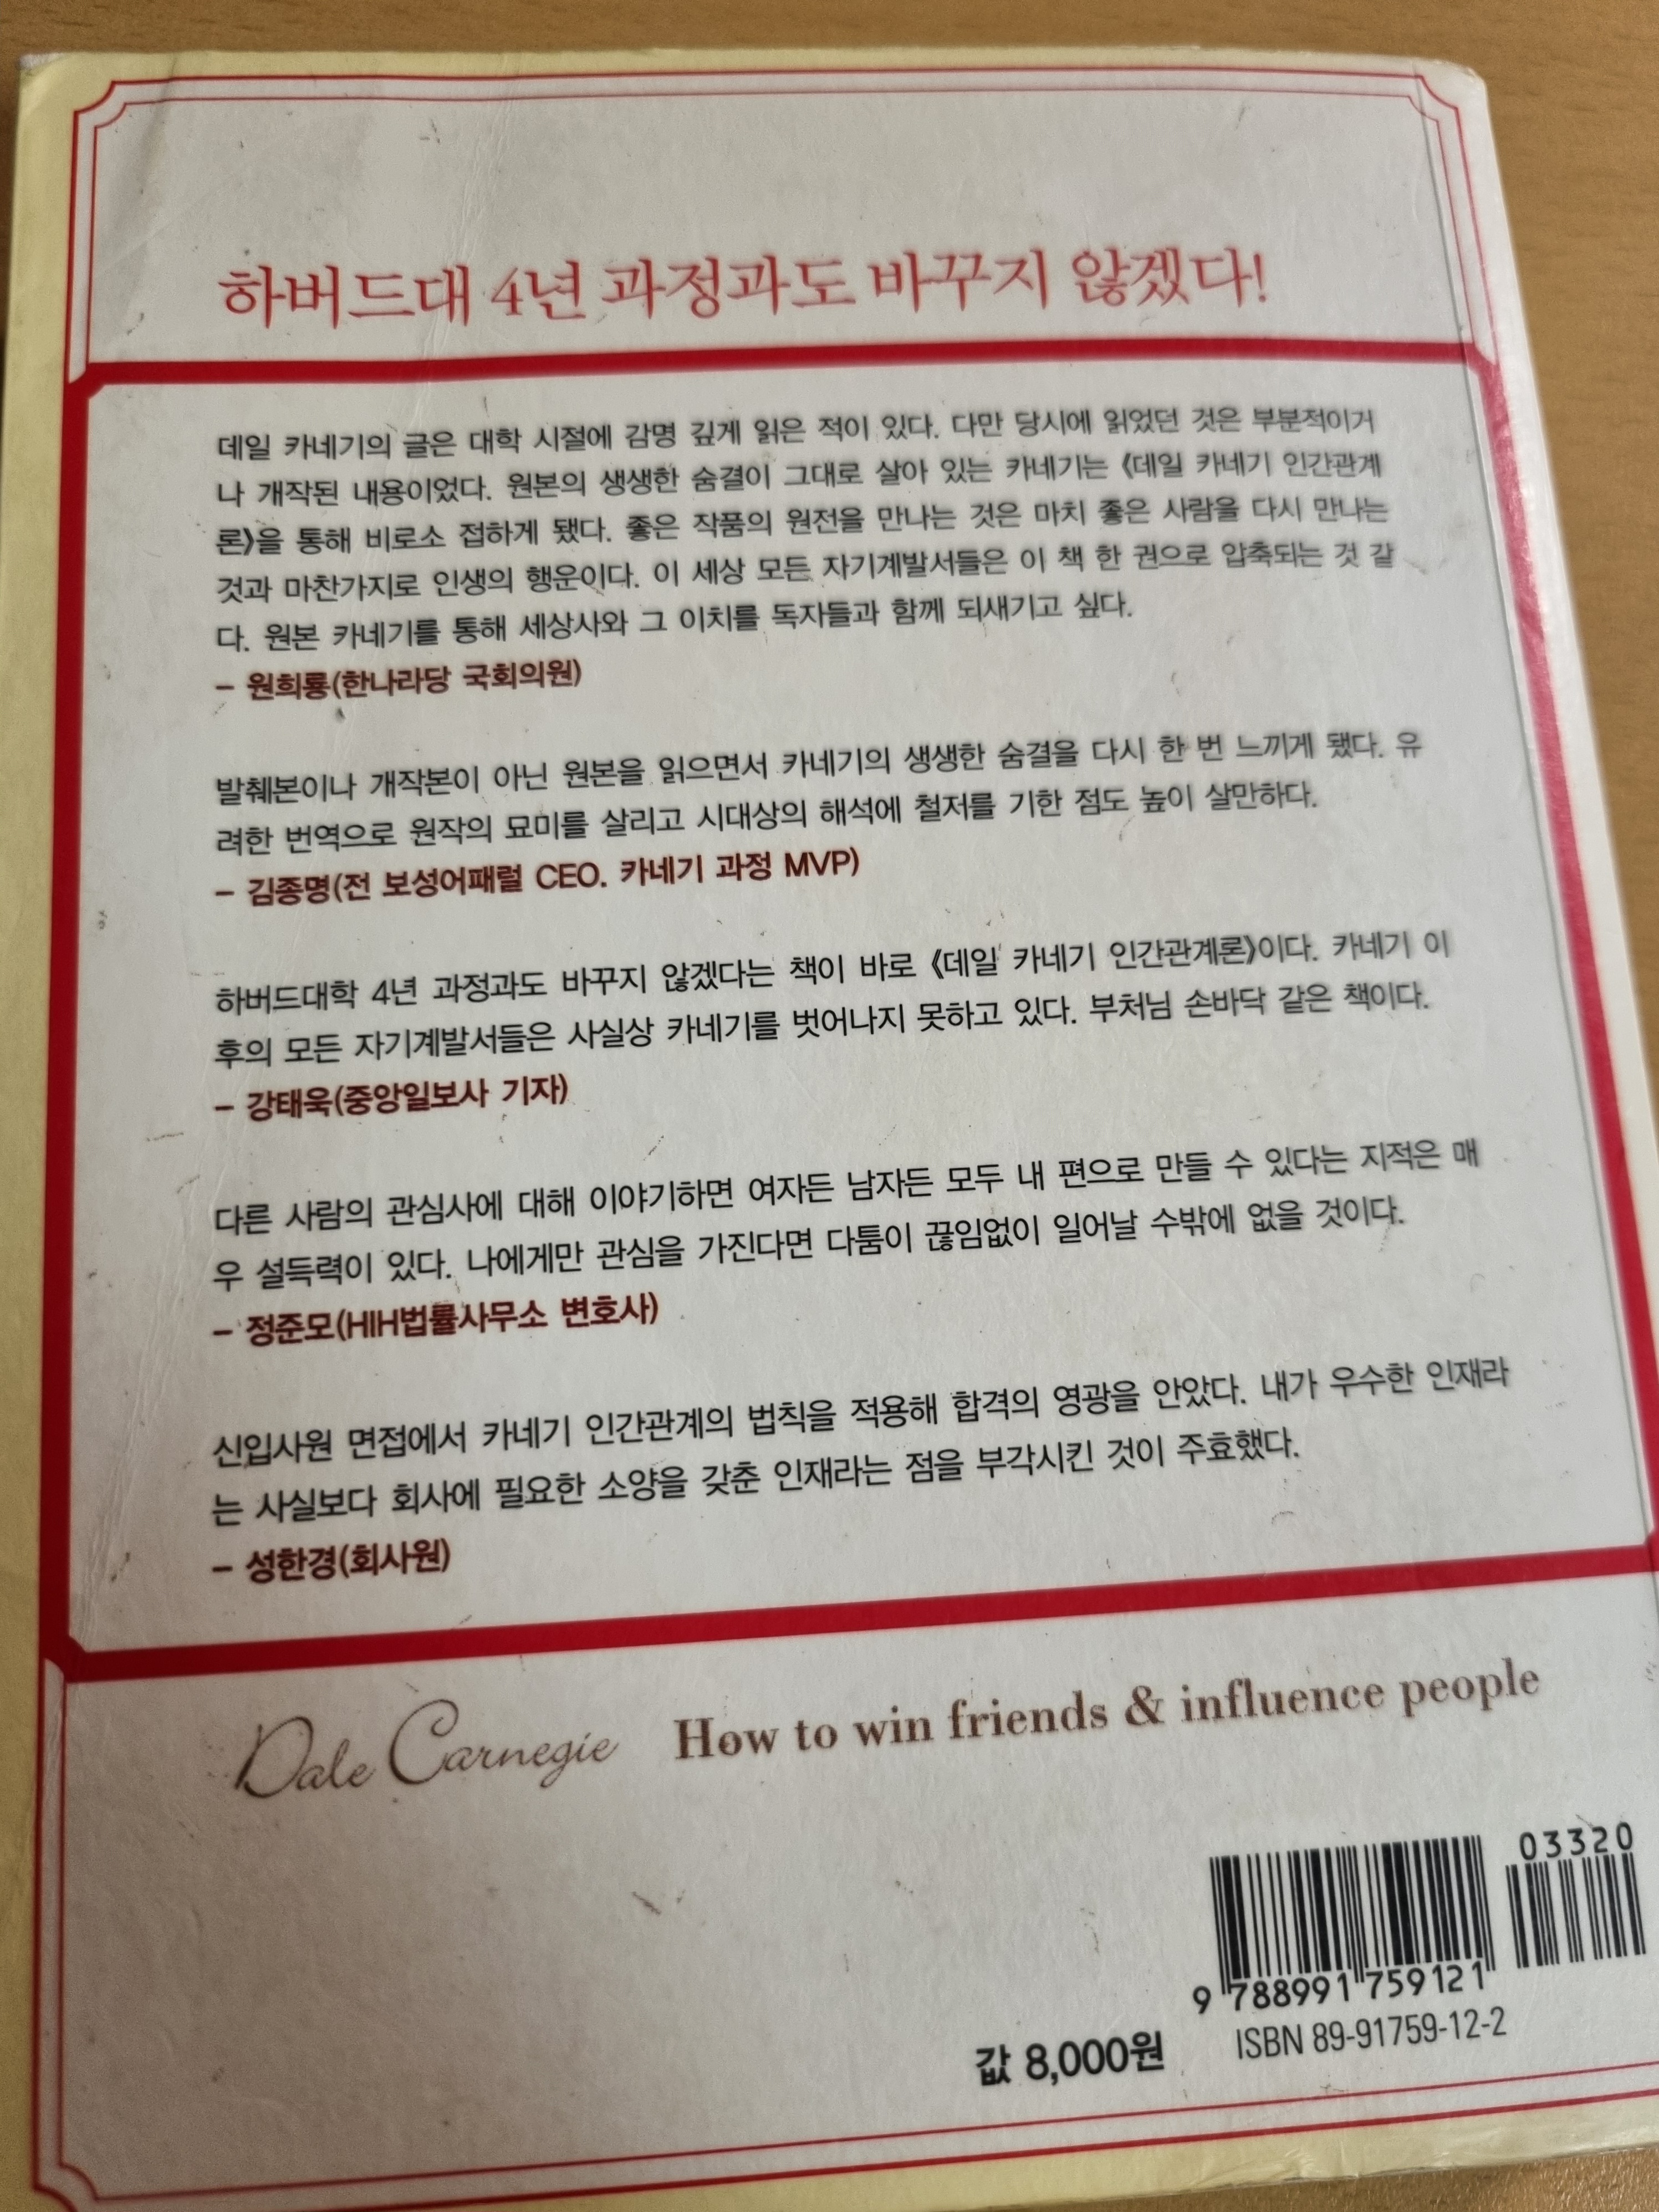 하버드대 4년 과정과도 바꾸지 않겠다!
데일 카네기의 글은 대학 시절에 감명 깊게 읽은 적이 있다. 다만 당시에 읽었던 것은 부분적이거
나 개작된 내용이었다. 원본의 생생한 숨결이 그대로 살아 있는 카네기는 《데일 카네기 인간관계
론》을 통해 비로소 접하게 됐다. 좋은 작품의 원전을 만나는 것은 마치 좋은 사람을 다시 만나는
것과 마찬가지로 인생의 행운이다. 이 세상 모든 자기계발서들은 이 책 한 권으로 압축되는 것 같
다. 원본 카네기를 통해 세상사와 그 이치를 독자들과 함께 되새기고 싶다.
– 원희룡(한나라당 국회의원)
발췌본이나 개작본이 아닌 원본을 읽으면서 카네기의 생생한 숨결을 다시 한 번 느끼게 됐다. 유
려한 번역으로 원작의 묘미를 살리고 시대상의 해석에 철저를 기한 점도 높이 살만하다.
– 김종명(전 보성어패럴 CEO. 카네기 과정 MVP)
하버드대학 4년 과정과도 바꾸지 않겠다는 책이 바로 《데일 카네기 인간관계론》이다. 카네기 이
후의 모든 자기계발서들은 사실상 카네기를 벗어나지 못하고 있다. 부처님 손바닥 같은 책이다.
– 강태욱(중앙일보사 기자)
다른 사람의 관심사에 대해 이야기하면 여자든 남자든 모두 내 편으로 만들 수 있다는 지적은 매
우 설득력이 있다. 나에게만 관심을 가진다면 다툼이 끊임없이 일어날 수밖에 없을 것이다.
– 정준모(HIH법률사무소 변호사)
신입사원 면접에서 카네기 인간관계의 법칙을 적용해 합격의 영광을 안았다. 내가 우수한 인재라
는 사실보다 회사에 필요한 소양을 갖춘 인재라는 점을 부각시킨 것이 주효했다.
– 성한경(회사원)
Dale Carnegie How to win friends & influence people
03320
9 788991 759121
값 8,000원 ISBN 89-91759-12-2